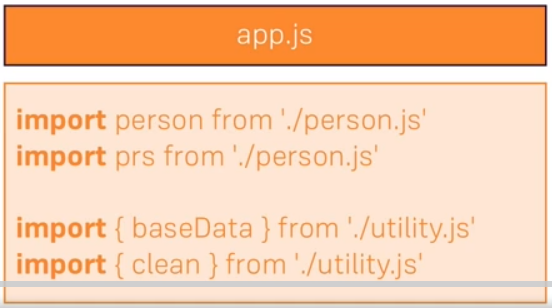 app.js
import person from './person.js'
import prs from './person.js'
import { baseData } from './utility.js'
import { clean } from './utility.js'